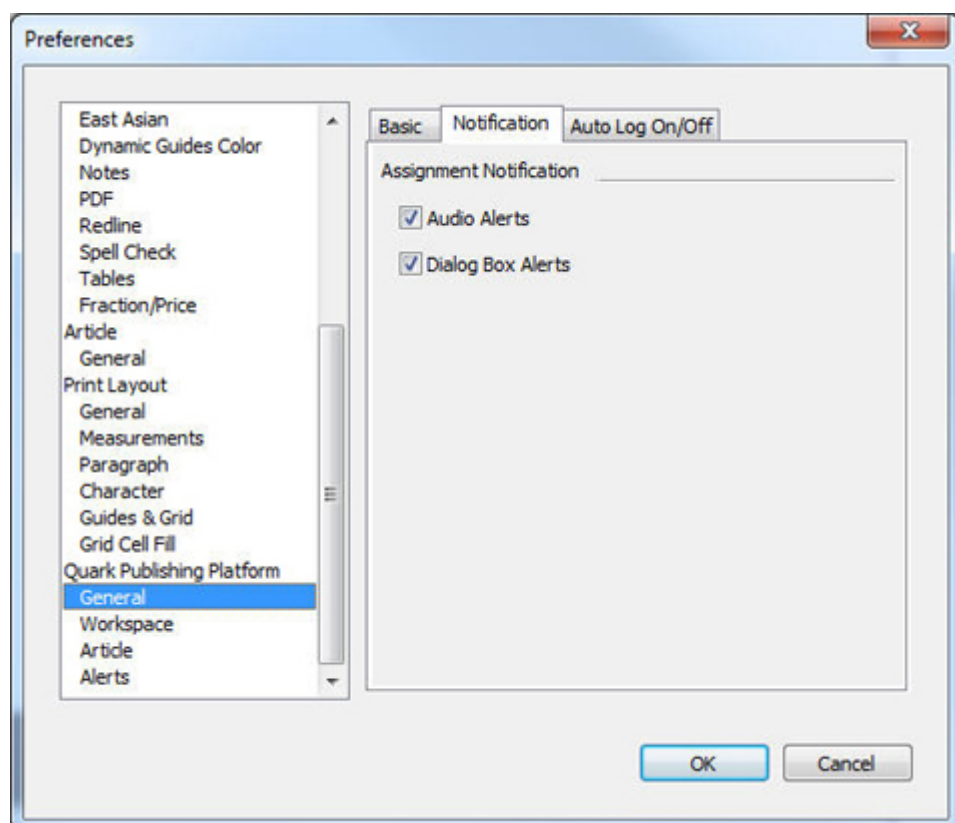 Preferences
East Asian
Dynamic Guides Color
Notes
PDF
Redline
Spell Check
Tables
Fraction/Price
Article
General
Print Layout
General
Measurements
Paragraph
Character
Guides & Grid
Grid Cell Fill
Quark Publishing Platform
General
Workspace
Article
Alerts
Basic Notification Auto Log On/Off
Assignment Notification
Audio Alerts
Dialog Box Alerts
OK Cancel